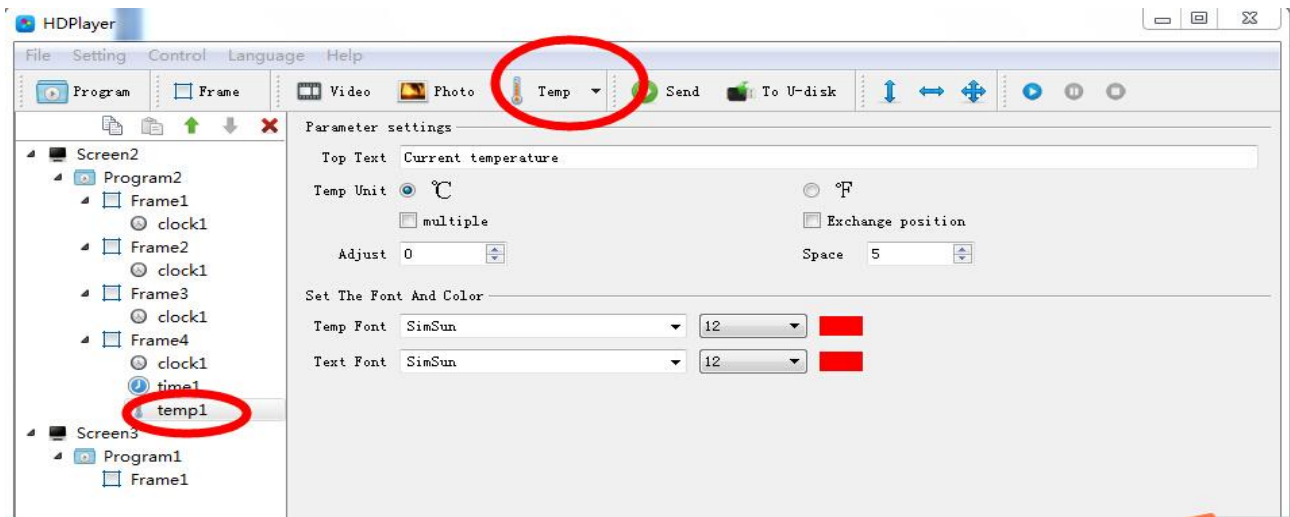 HDPlayer
File Setting Control Language Help
Program Frame Video Photo Temp Send To U-disk
Screen2
Program2
Frame1
clock1
Frame2
clock1
Frame3
clock1
Frame4
clock1
time1
temp1
Screen3
Program1
Frame1
Parameter settings
Top Text Current temperature
Temp Unit ℃ ℉
multiple Exchange position
Adjust 0 Space 5
Set The Font And Color
Temp Font SimSun 12
Text Font SimSun 12